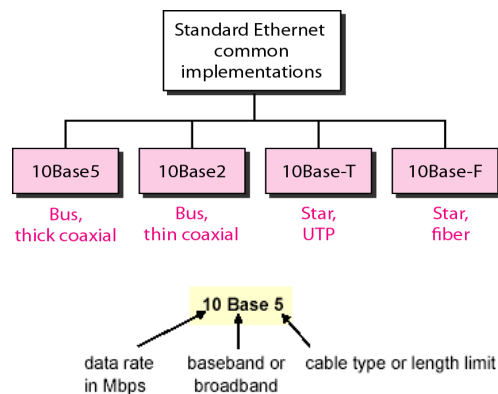 Standard Ethernet
common
implementations
10Base5
10Base2
10Base-T
10Base-F
Bus,
thick coaxial
Bus,
thin coaxial
Star,
UTP
Star,
fiber
10 Base 5
data rate
in Mbps
baseband or
broadband
cable type or length limit